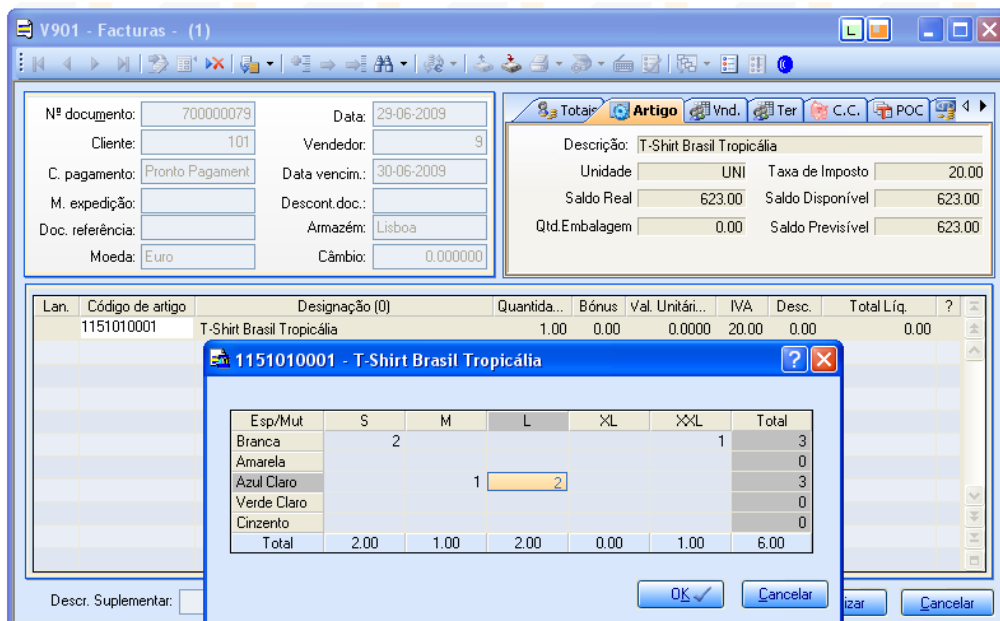 V901 - Facturas - (1)
L
Nº documento: 700000079 Data: 29-06-2009
Cliente: 101 Vendedor: 9
C. pagamento: Pronto Pagament Data vencim.: 30-06-2009
M. expedição: Descont.doc.:
Doc. referência: Armazém: Lisboa
Moeda: Euro Câmbio: 0.000000
Totais Artigo Vnd. Ter C.C. POC
Descrição: T-Shirt Brasil Tropicália
Unidade UNI Taxa de Imposto 20.00
Saldo Real 623.00 Saldo Disponível 623.00
Qtd.Embalagem 0.00 Saldo Previsível 623.00
Lan. Código de artigo Designação (0) Quantida... Bónus Val. Unitári... IVA Desc. Total Líq. ?
1151010001 T-Shirt Brasil Tropicália 1.00 0.00 0.0000 20.00 0.00 0.00
1151010001 - T-Shirt Brasil Tropicália
Esp/Mut S M L XL XXL Total
Branca 2 1 3
Amarela 0
Azul Claro 1 2 3
Verde Claro 0
Cinzento 0
Total 2.00 1.00 2.00 0.00 1.00 6.00
OK Cancelar
Descr. Suplementar: izar Cancelar